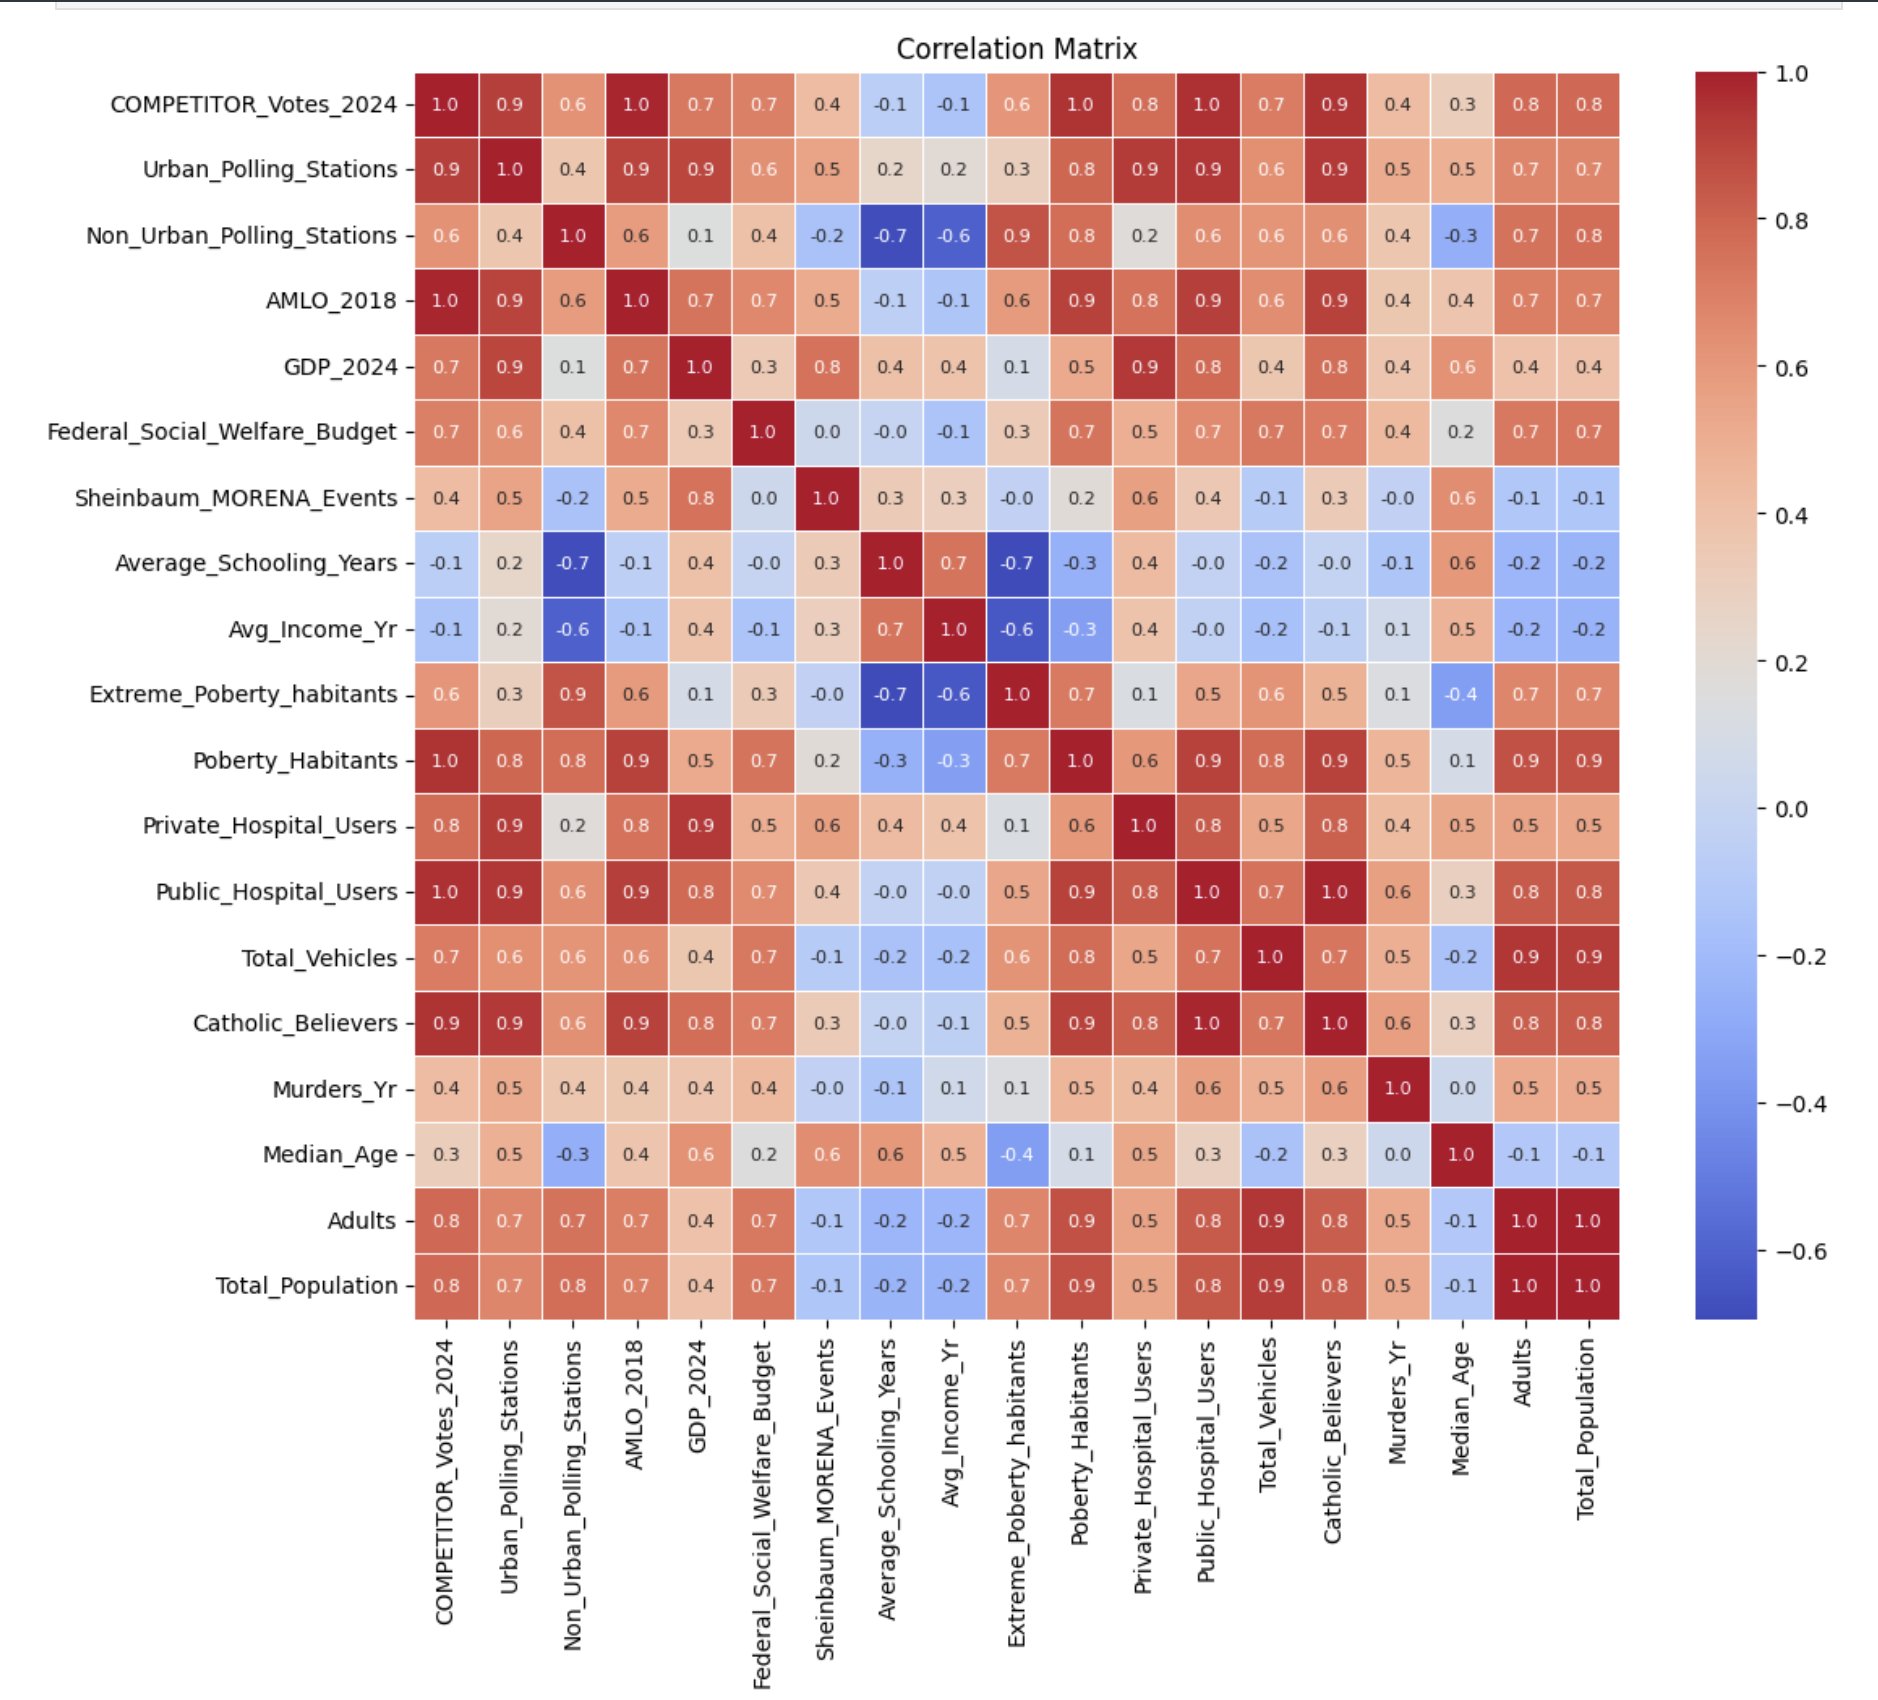 Correlation Matrix
COMPETITOR_Votes_2024 1.0 0.9 0.6 1.0 0.7 0.7 0.4 -0.1 -0.1 0.6 1.0 0.8 1.0 0.7 0.9 0.4 0.3 0.8 0.8
Urban_Polling_Stations 0.9 1.0 0.4 0.9 0.9 0.6 0.5 0.2 0.2 0.3 0.8 0.9 0.9 0.6 0.9 0.5 0.5 0.7 0.7
Non_Urban_Polling_Stations 0.6 0.4 1.0 0.6 0.1 0.4 -0.2 -0.7 -0.6 0.9 0.8 0.2 0.6 0.6 0.6 0.4 -0.3 0.7 0.8
AMLO_2018 1.0 0.9 0.6 1.0 0.7 0.7 0.5 -0.1 -0.1 0.6 0.9 0.8 0.9 0.6 0.9 0.4 0.4 0.7 0.7
GDP_2024 0.7 0.9 0.1 0.7 1.0 0.3 0.8 0.4 0.4 0.1 0.5 0.9 0.8 0.4 0.8 0.4 0.6 0.4 0.4
Federal_Social_Welfare_Budget 0.7 0.6 0.4 0.7 0.3 1.0 0.0 -0.0 -0.1 0.3 0.7 0.5 0.7 0.7 0.7 0.4 0.2 0.7 0.7
Sheinbaum_MORENA_Events 0.4 0.5 -0.2 0.5 0.8 0.0 1.0 0.3 0.3 -0.0 0.2 0.6 0.4 -0.1 0.3 -0.0 0.6 -0.1 -0.1
Average_Schooling_Years -0.1 0.2 -0.7 -0.1 0.4 -0.0 0.3 1.0 0.7 -0.7 -0.3 0.4 -0.0 -0.2 -0.0 -0.1 0.6 -0.2 -0.2
Avg_Income_Yr -0.1 0.2 -0.6 -0.1 0.4 -0.1 0.3 0.7 1.0 -0.6 -0.3 0.4 -0.0 -0.2 -0.1 0.1 0.5 -0.2 -0.2
Extreme_Poberty_habitants 0.6 0.3 0.9 0.6 0.1 0.3 -0.0 -0.7 -0.6 1.0 0.7 0.1 0.5 0.6 0.5 0.1 -0.4 0.7 0.7
Poberty_Habitants 1.0 0.8 0.8 0.9 0.5 0.7 0.2 -0.3 -0.3 0.7 1.0 0.6 0.9 0.8 0.9 0.5 0.1 0.9 0.9
Private_Hospital_Users 0.8 0.9 0.2 0.8 0.9 0.5 0.6 0.4 0.4 0.1 0.6 1.0 0.8 0.5 0.8 0.4 0.5 0.5 0.5
Public_Hospital_Users 1.0 0.9 0.6 0.9 0.8 0.7 0.4 -0.0 -0.0 0.5 0.9 0.8 1.0 0.7 1.0 0.6 0.3 0.8 0.8
Total_Vehicles 0.7 0.6 0.6 0.6 0.4 0.7 -0.1 -0.2 -0.2 0.6 0.8 0.5 0.7 1.0 0.7 0.5 -0.2 0.9 0.9
Catholic_Believers 0.9 0.9 0.6 0.9 0.8 0.7 0.3 -0.0 -0.1 0.5 0.9 0.8 1.0 0.7 1.0 0.6 0.3 0.8 0.8
Murders_Yr 0.4 0.5 0.4 0.4 0.4 0.4 -0.0 -0.1 0.1 0.1 0.5 0.4 0.6 0.5 0.6 1.0 0.0 0.5 0.5
Median_Age 0.3 0.5 -0.3 0.4 0.6 0.2 0.6 0.6 0.5 -0.4 0.1 0.5 0.3 -0.2 0.3 0.0 1.0 -0.1 -0.1
Adults 0.8 0.7 0.7 0.7 0.4 0.7 -0.1 -0.2 -0.2 0.7 0.9 0.5 0.8 0.9 0.8 0.5 -0.1 1.0 1.0
Total_Population 0.8 0.7 0.8 0.7 0.4 0.7 -0.1 -0.2 -0.2 0.7 0.9 0.5 0.8 0.9 0.8 0.5 -0.1 1.0 1.0
COMPETITOR_Votes_2024
Urban_Polling_Stations
Non_Urban_Polling_Stations
AMLO_2018
GDP_2024
Federal_Social_Welfare_Budget
Sheinbaum_MORENA_Events
Average_Schooling_Years
Avg_Income_Yr
Extreme_Poberty_habitants
Poberty_Habitants
Private_Hospital_Users
Public_Hospital_Users
Total_Vehicles
Catholic_Believers
Murders_Yr
Median_Age
Adults
Total_Population
1.0
0.8
0.6
0.4
0.2
0.0
−0.2
−0.4
−0.6